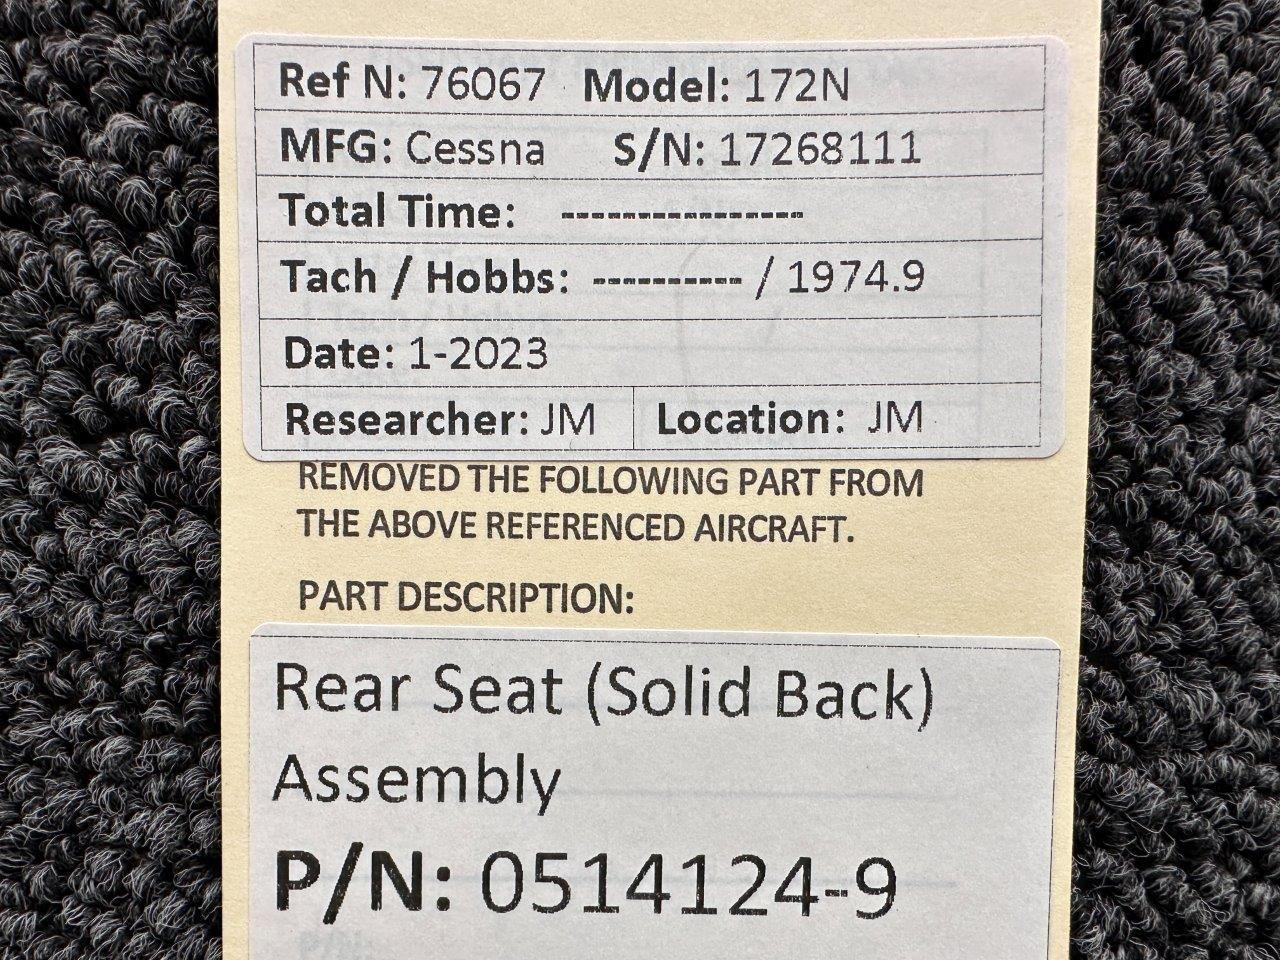 Ref N: 76067 Model: 172N
MFG: Cessna S/N: 17268111
Total Time: ----------------
Tach / Hobbs: ---------- / 1974.9
Date: 1-2023
Researcher: JM Location: JM
REMOVED THE FOLLOWING PART FROM
THE ABOVE REFERENCED AIRCRAFT.
PART DESCRIPTION:
Rear Seat (Solid Back)
Assembly
P/N: 0514124-9